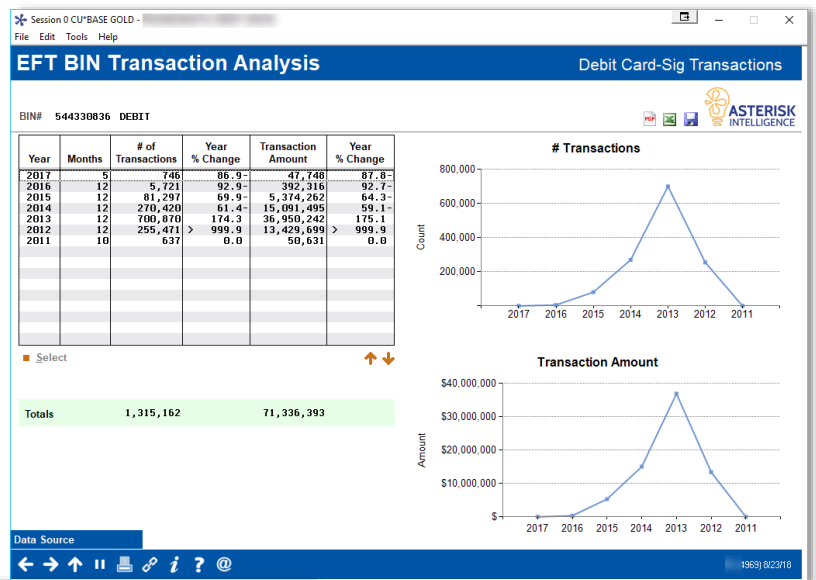 Session 0 CU*BASE GOLD -
File Edit Tools Help
EFT BIN Transaction Analysis Debit Card-Sig Transactions
BIN# 544330836 DEBIT
PDF
ASTERISK
INTELLIGENCE
# of Year Transaction Year
Year Months Transactions % Change Amount % Change
2017 5 746 86.9- 47,748 87.8-
2016 12 5,721 92.9- 392,316 92.7-
2015 12 81,297 69.9- 5,374,262 64.3-
2014 12 270,420 61.4- 15,091,495 59.1-
2013 12 700,870 174.3 36,950,242 175.1
2012 12 255,471 > 999.9 13,429,699 > 999.9
2011 10 637 0.0 50,631 0.0
Select
Totals 1,315,162 71,336,393
# Transactions
800,000
600,000
400,000
200,000
Count
2017 2016 2015 2014 2013 2012 2011
Transaction Amount
$40,000,000
$30,000,000
$20,000,000
$10,000,000
$-
Amount
2017 2016 2015 2014 2013 2012 2011
Data Source
4969) 8/23/18